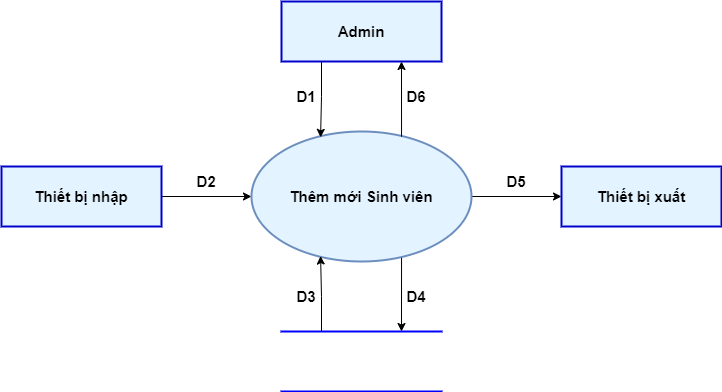 Admin
D1
D6
Thiết bị nhập
D2
Thêm mới Sinh viên
D5
Thiết bị xuất
D3
D4